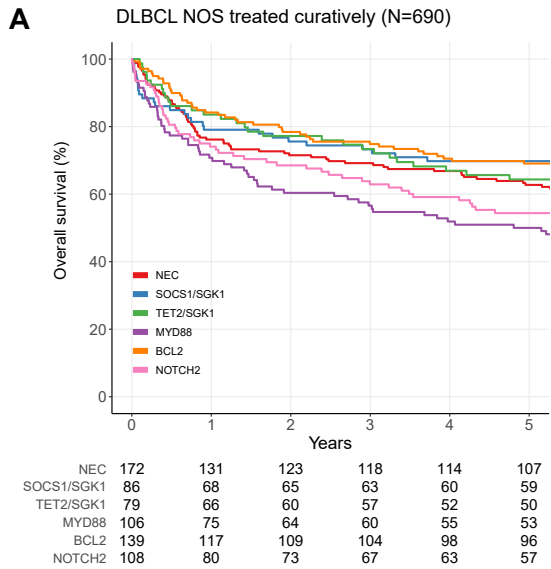 A
DLBCL NOS treated curatively (N=690)
Overall survival (%)
100
80
60
40
20
0
NEC
SOCS1/SGK1
TET2/SGK1
MYD88
BCL2
NOTCH2
0 1 2 3 4 5
Years
NEC 172 131 123 118 114 107
SOCS1/SGK1 86 68 65 63 60 59
TET2/SGK1 79 66 60 57 52 50
MYD88 106 75 64 60 55 53
BCL2 139 117 109 104 98 96
NOTCH2 108 80 73 67 63 57